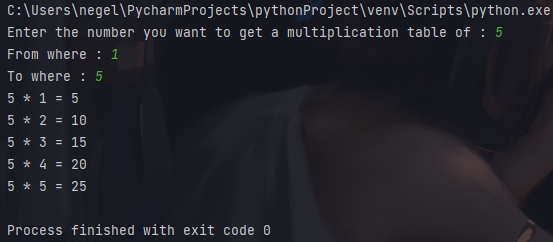 C:\Users\negel\PycharmProjects\pythonProject\venv\Scripts\python.exe
Enter the number you want to get a multiplication table of : 5
From where : 1
To where : 5
5 * 1 = 5
5 * 2 = 10
5 * 3 = 15
5 * 4 = 20
5 * 5 = 25
Process finished with exit code 0